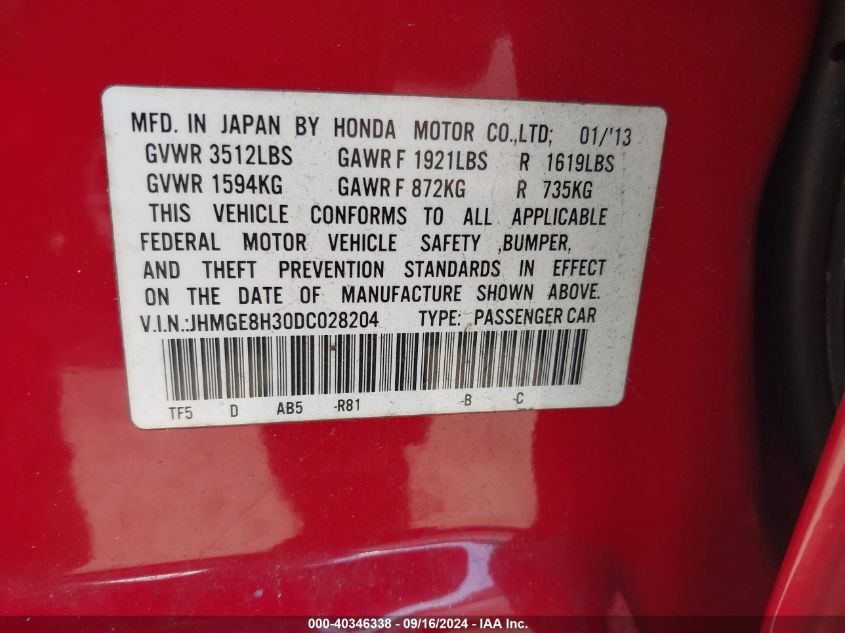 MFD. IN JAPAN BY HONDA MOTOR CO.,LTD; 01/'13
GVWR 3512LBS GAWR F 1921LBS R 1619LBS
GVWR 1594KG GAWR F 872KG R 735KG
THIS VEHICLE CONFORMS TO ALL APPLICABLE
FEDERAL MOTOR VEHICLE SAFETY ,BUMPER,
AND THEFT PREVENTION STANDARDS IN EFFECT
ON THE DATE OF MANUFACTURE SHOWN ABOVE.
V.I.N.:JHMGE8H30DC028204 TYPE: PASSENGER CAR
TF5 D AB5 -R81 -B -C
000-40346338 - 09/16/2024 - IAA Inc.